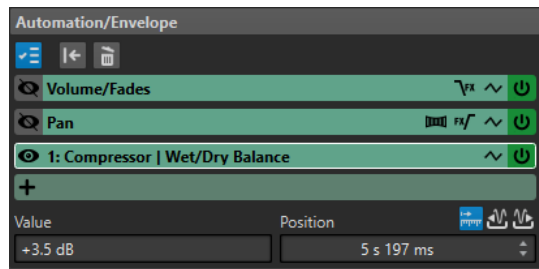 Automation/Envelope
Volume/Fades FX
Pan FX
1: Compressor | Wet/Dry Balance
Value Position
+3.5 dB 5 s 197 ms